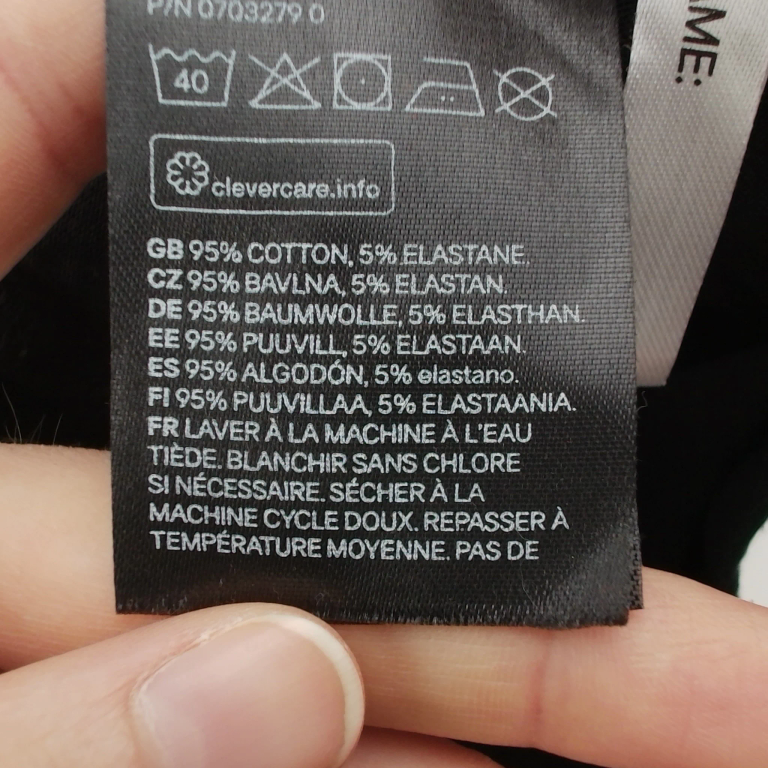 P/N 0703279 0
40
clevercare.info
GB 95% COTTON, 5% ELASTANE.
CZ 95% BAVLNA, 5% ELASTAN.
DE 95% BAUMWOLLE, 5% ELASTHAN.
EE 95% PUUVILL, 5% ELASTAAN.
ES 95% ALGODÓN, 5% elastano.
FI 95% PUUVILLAA, 5% ELASTAANIA.
FR LAVER À LA MACHINE À L'EAU
TIÈDE. BLANCHIR SANS CHLORE
SI NÉCESSAIRE. SÉCHER À LA
MACHINE CYCLE DOUX. REPASSER À
TEMPÉRATURE MOYENNE. PAS DE
AME: